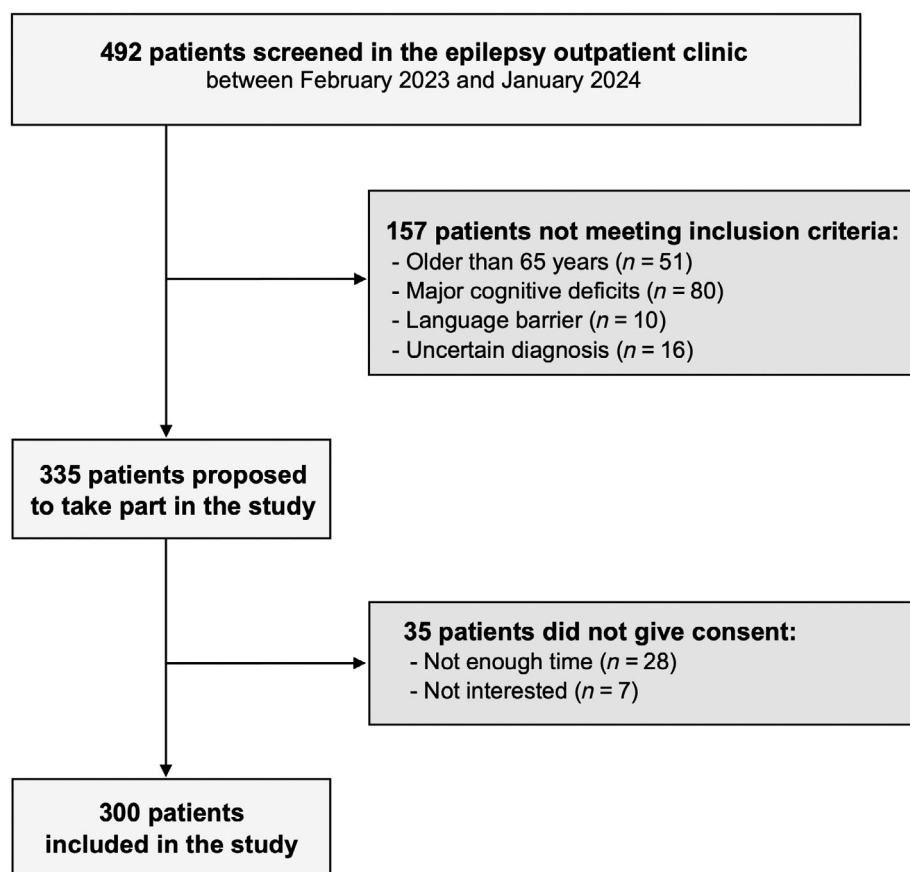 492 patients screened in the epilepsy outpatient clinic
between February 2023 and January 2024
157 patients not meeting inclusion criteria:
- Older than 65 years (n = 51)
- Major cognitive deficits (n = 80)
- Language barrier (n = 10)
- Uncertain diagnosis (n = 16)
335 patients proposed
to take part in the study
35 patients did not give consent:
- Not enough time (n = 28)
- Not interested (n = 7)
300 patients
included in the study